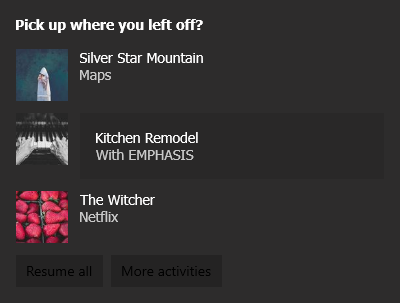 Pick up where you left off?
Silver Star Mountain
Maps
Kitchen Remodel
With EMPHASIS
The Witcher
Netflix
Resume all
More activities